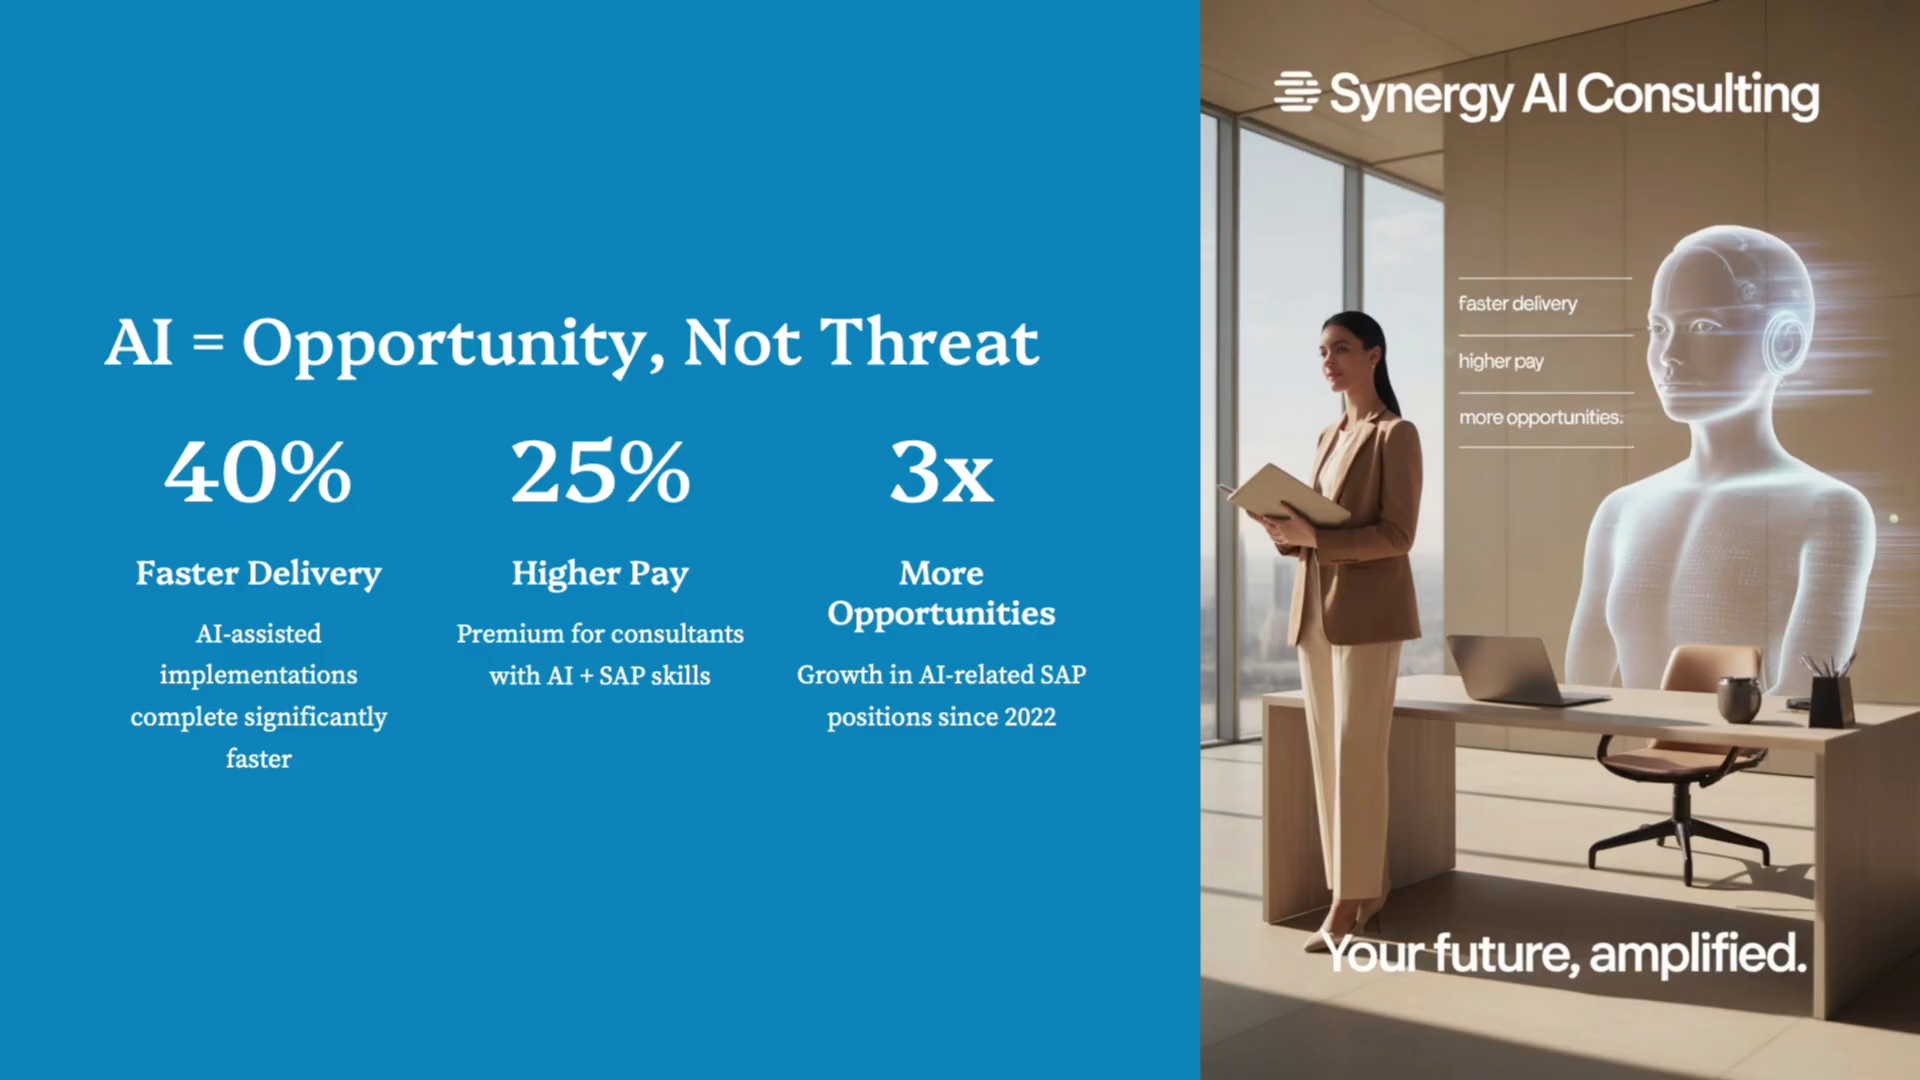 AI = Opportunity, Not Threat
40%
Faster Delivery
AI-assisted
implementations
complete significantly
faster
25%
Higher Pay
Premium for consultants
with AI + SAP skills
3x
More
Opportunities
Growth in AI-related SAP
positions since 2022
Synergy AI Consulting
faster delivery
higher pay
more opportunities.
Your future, amplified.